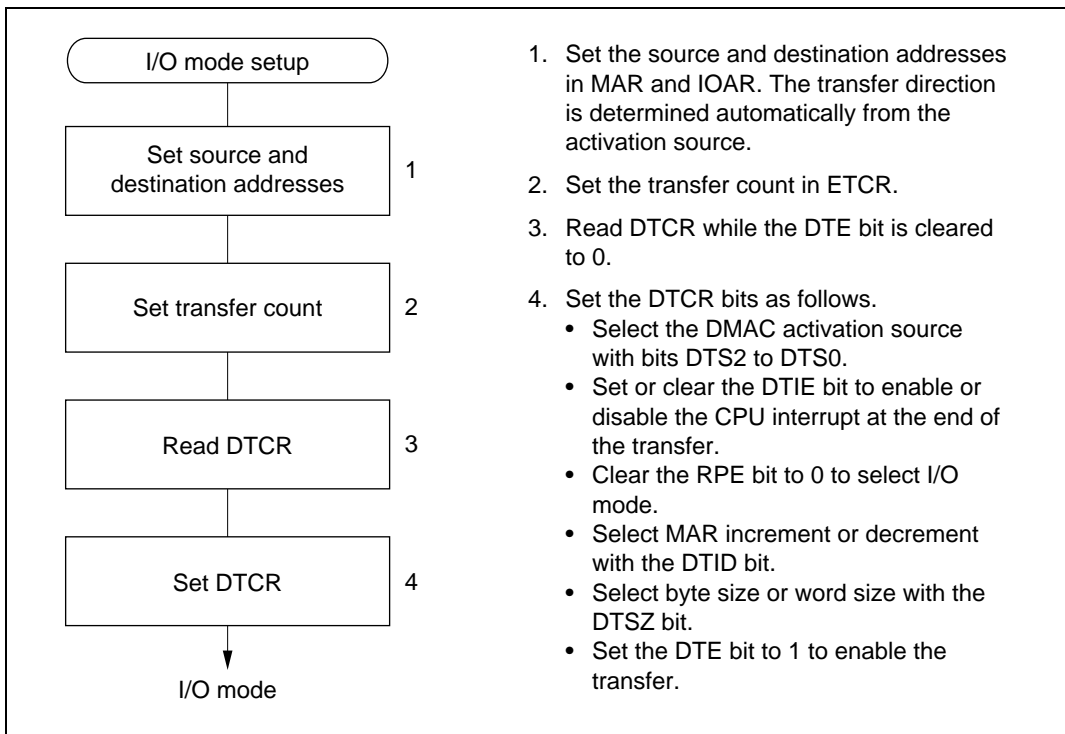 I/O mode setup
Set source and
destination addresses
1
Set transfer count
2
Read DTCR
3
Set DTCR
4
I/O mode
1. Set the source and destination addresses
in MAR and IOAR. The transfer direction
is determined automatically from the
activation source.
2. Set the transfer count in ETCR.
3. Read DTCR while the DTE bit is cleared
to 0.
4. Set the DTCR bits as follows.
• Select the DMAC activation source
with bits DTS2 to DTS0.
• Set or clear the DTIE bit to enable or
disable the CPU interrupt at the end of
the transfer.
• Clear the RPE bit to 0 to select I/O
mode.
• Select MAR increment or decrement
with the DTID bit.
• Select byte size or word size with the
DTSZ bit.
• Set the DTE bit to 1 to enable the
transfer.